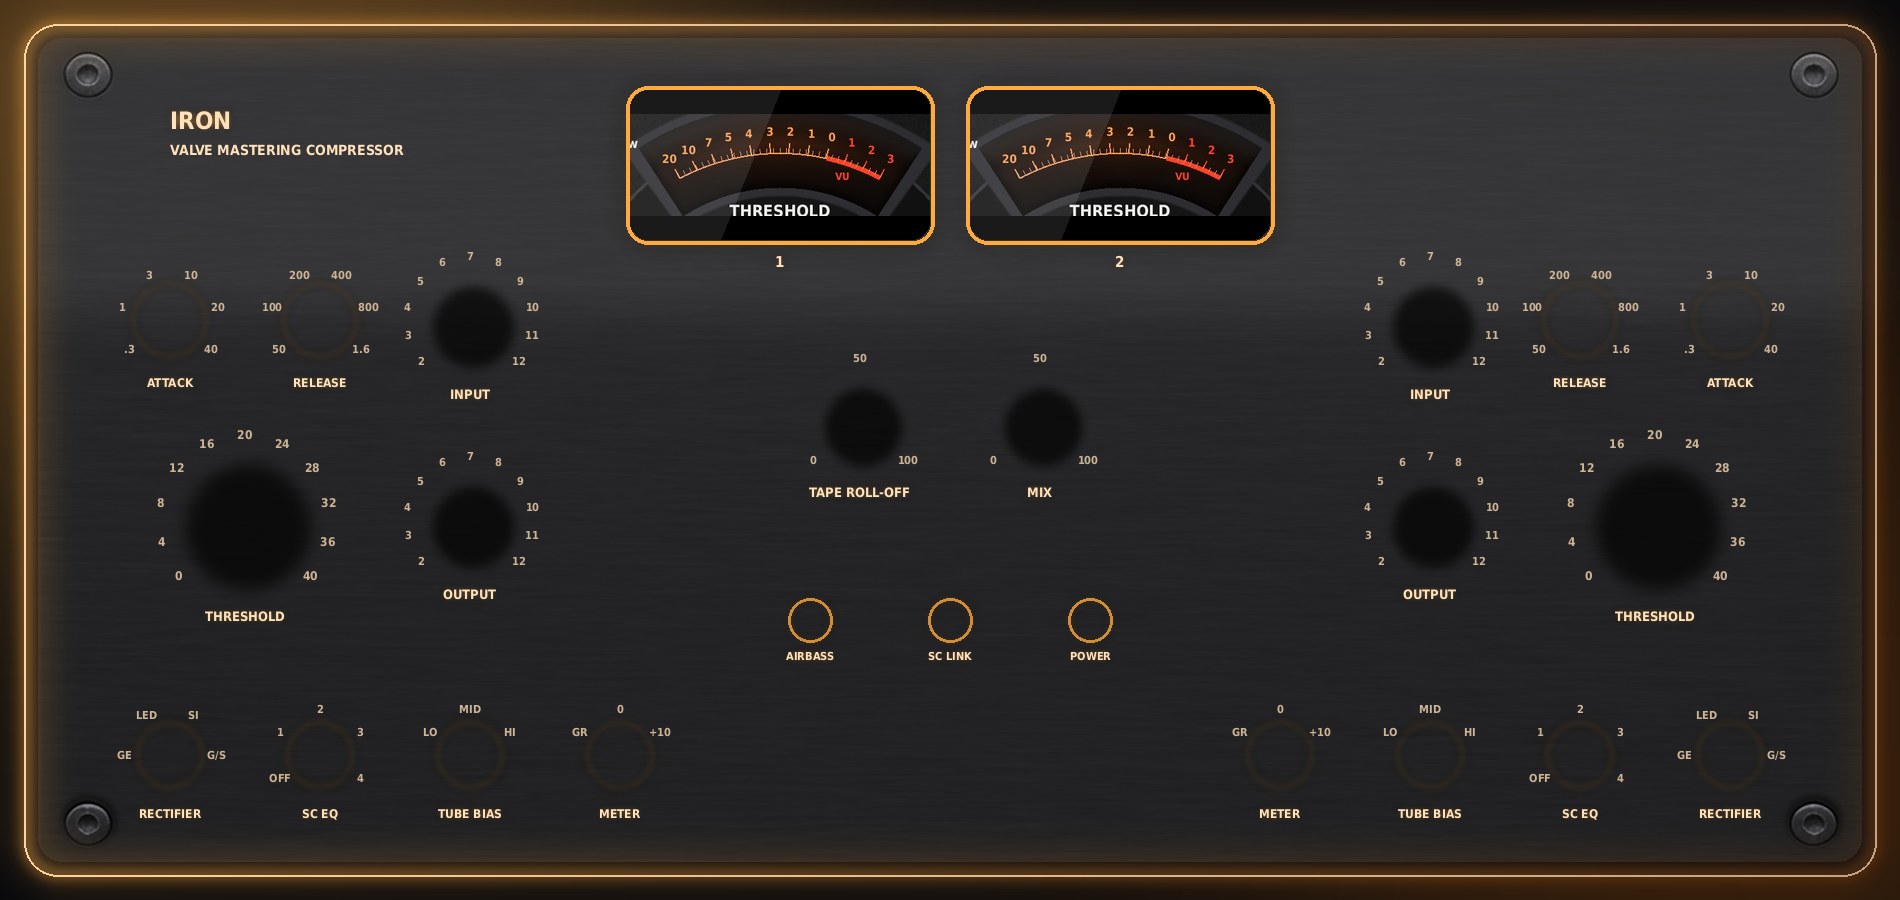 IRON
VALVE MASTERING COMPRESSOR
W 20 10 7 5 4 3 2 1 0 1 2 3
VU
THRESHOLD
1
W 20 10 7 5 4 3 2 1 0 1 2 3
VU
THRESHOLD
2
.3 1 3 10 20 40
ATTACK
50 100 200 400 800 1.6
RELEASE
2 3 4 5 6 7 8 9 10 11 12
INPUT
0 4 8 12 16 20 24 28 32 36 40
THRESHOLD
2 3 4 5 6 7 8 9 10 11 12
OUTPUT
0 50 100
TAPE ROLL-OFF
0 50 100
MIX
AIRBASS
SC LINK
POWER
2 3 4 5 6 7 8 9 10 11 12
INPUT
50 100 200 400 800 1.6
RELEASE
.3 1 3 10 20 40
ATTACK
2 3 4 5 6 7 8 9 10 11 12
OUTPUT
0 4 8 12 16 20 24 28 32 36 40
THRESHOLD
GE LED SI G/S
RECTIFIER
OFF 1 2 3 4
SC EQ
LO MID HI
TUBE BIAS
GR 0 +10
METER
GR 0 +10
METER
LO MID HI
TUBE BIAS
OFF 1 2 3 4
SC EQ
GE LED SI G/S
RECTIFIER